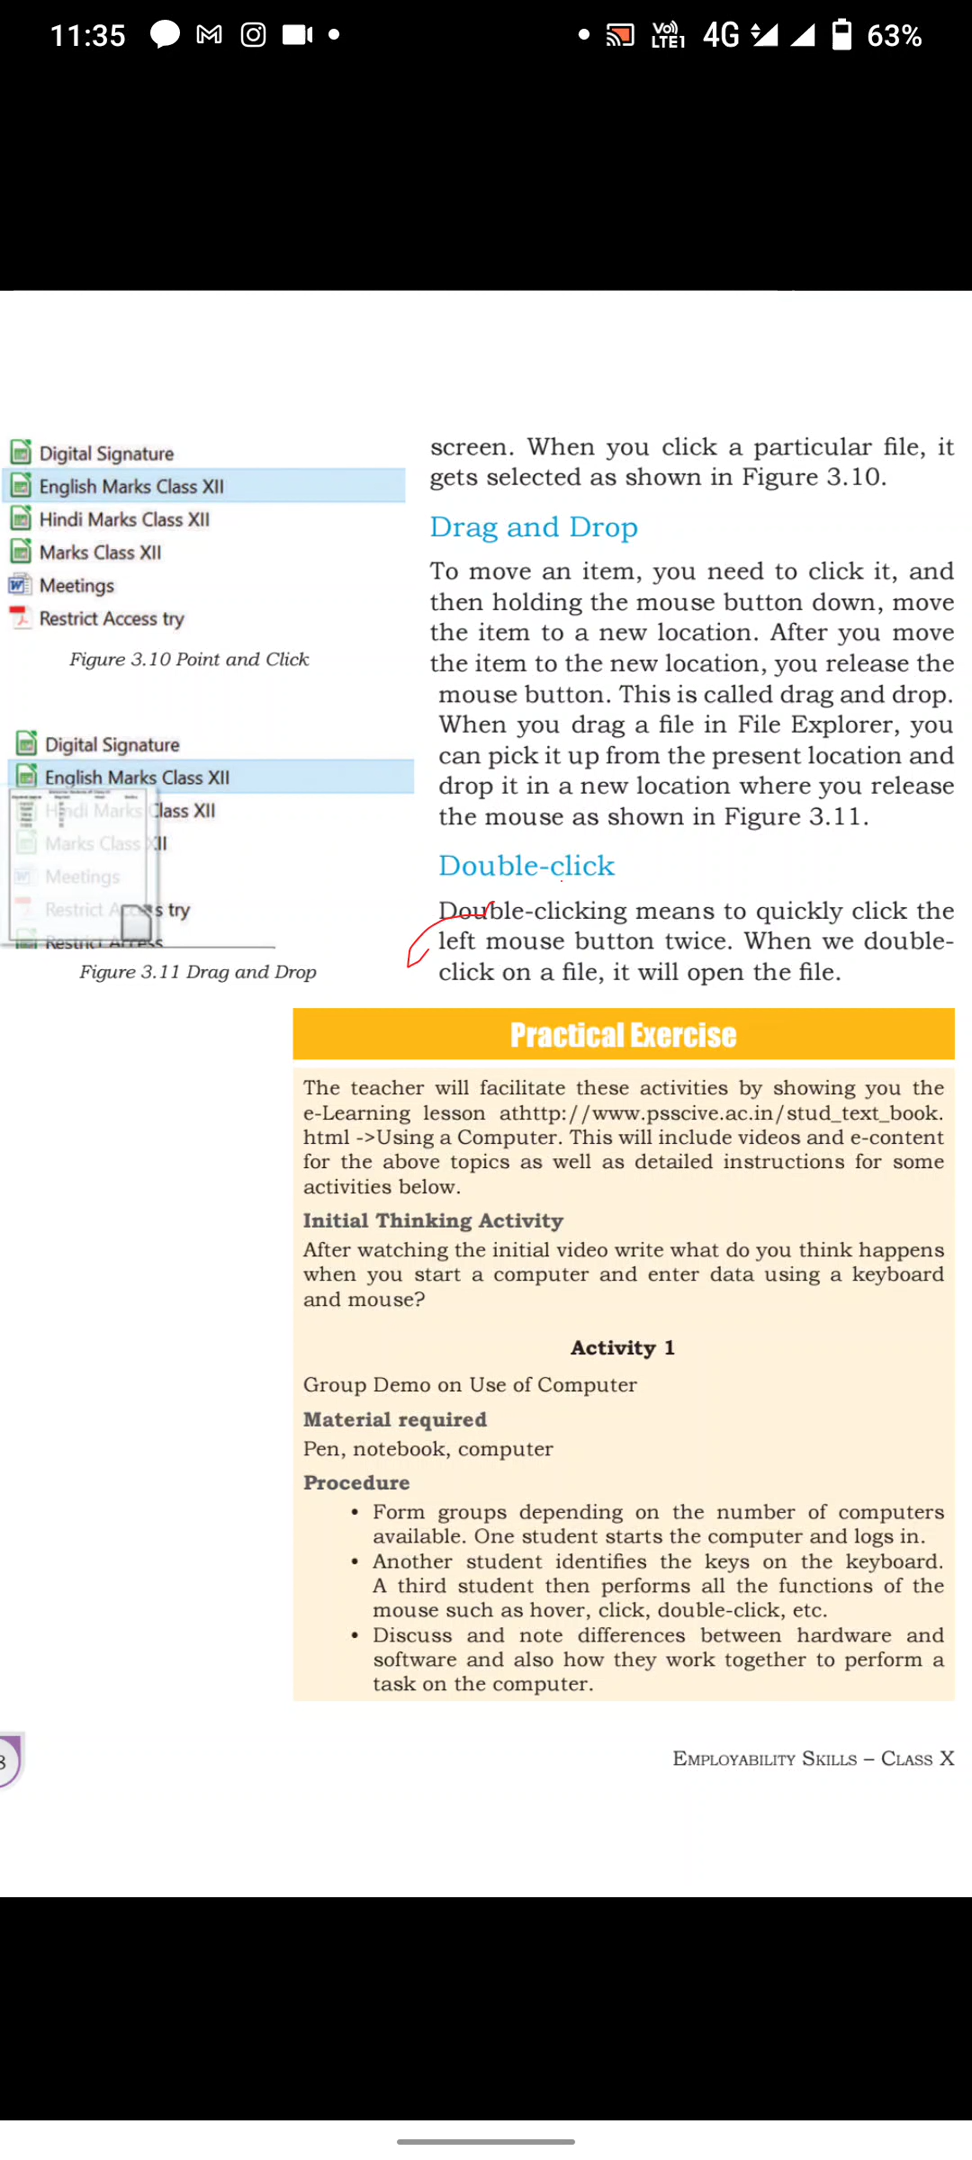 11:35
Vo)) LTE1 4G 63%
Digital Signature
English Marks Class XII
Hindi Marks Class XII
Marks Class XII
Meetings
Restrict Access try
Figure 3.10 Point and Click
Digital Signature
English Marks Class XII
Hindi Marks Class XII
Marks Class XII
Meetings
Restrict Access try
Restrict Access
Figure 3.11 Drag and Drop
screen. When you click a particular file, it
gets selected as shown in Figure 3.10.
Drag and Drop
To move an item, you need to click it, and
then holding the mouse button down, move
the item to a new location. After you move
the item to the new location, you release the
mouse button. This is called drag and drop.
When you drag a file in File Explorer, you
can pick it up from the present location and
drop it in a new location where you release
the mouse as shown in Figure 3.11.
Double-click
Double-clicking means to quickly click the
left mouse button twice. When we double-
click on a file, it will open the file.
Practical Exercise
The teacher will facilitate these activities by showing you the
e-Learning lesson athttp://www.psscive.ac.in/stud_text_book.
html ->Using a Computer. This will include videos and e-content
for the above topics as well as detailed instructions for some
activities below.
Initial Thinking Activity
After watching the initial video write what do you think happens
when you start a computer and enter data using a keyboard
and mouse?
Activity 1
Group Demo on Use of Computer
Material required
Pen, notebook, computer
Procedure
• Form groups depending on the number of computers
available. One student starts the computer and logs in.
• Another student identifies the keys on the keyboard.
A third student then performs all the functions of the
mouse such as hover, click, double-click, etc.
• Discuss and note differences between hardware and
software and also how they work together to perform a
task on the computer.
8
EMPLOYABILITY SKILLS – CLASS X